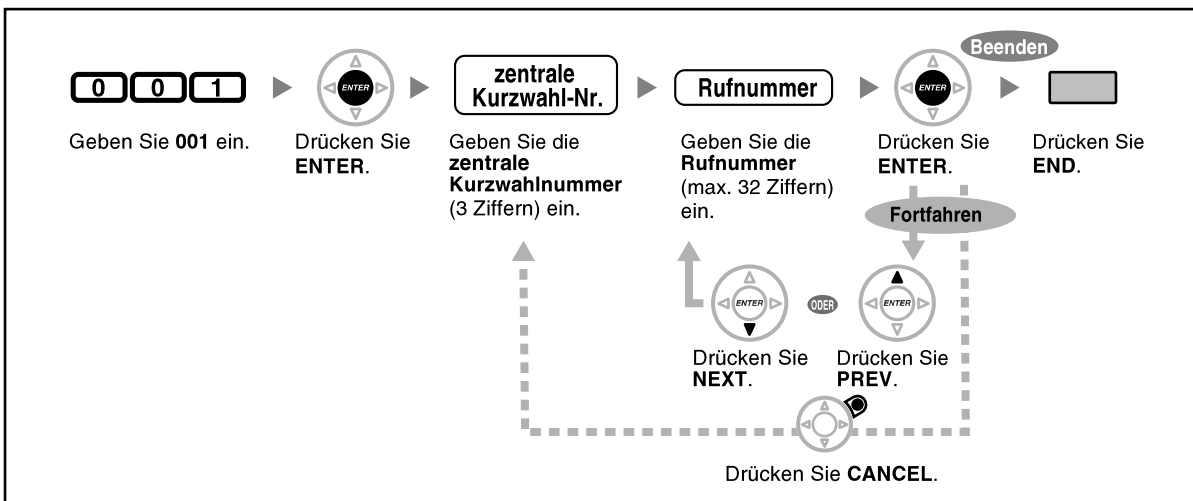 Beenden
0 0 1
ENTER
zentrale
Kurzwahl-Nr.
Rufnummer
ENTER
Geben Sie 001 ein.
Drücken Sie
ENTER.
Geben Sie die
zentrale
Kurzwahlnummer
(3 Ziffern) ein.
Geben Sie die
Rufnummer
(max. 32 Ziffern)
ein.
Drücken Sie
ENTER.
Drücken Sie
END.
Fortfahren
ENTER
ODER
ENTER
Drücken Sie
NEXT.
Drücken Sie
PREV.
Drücken Sie CANCEL.